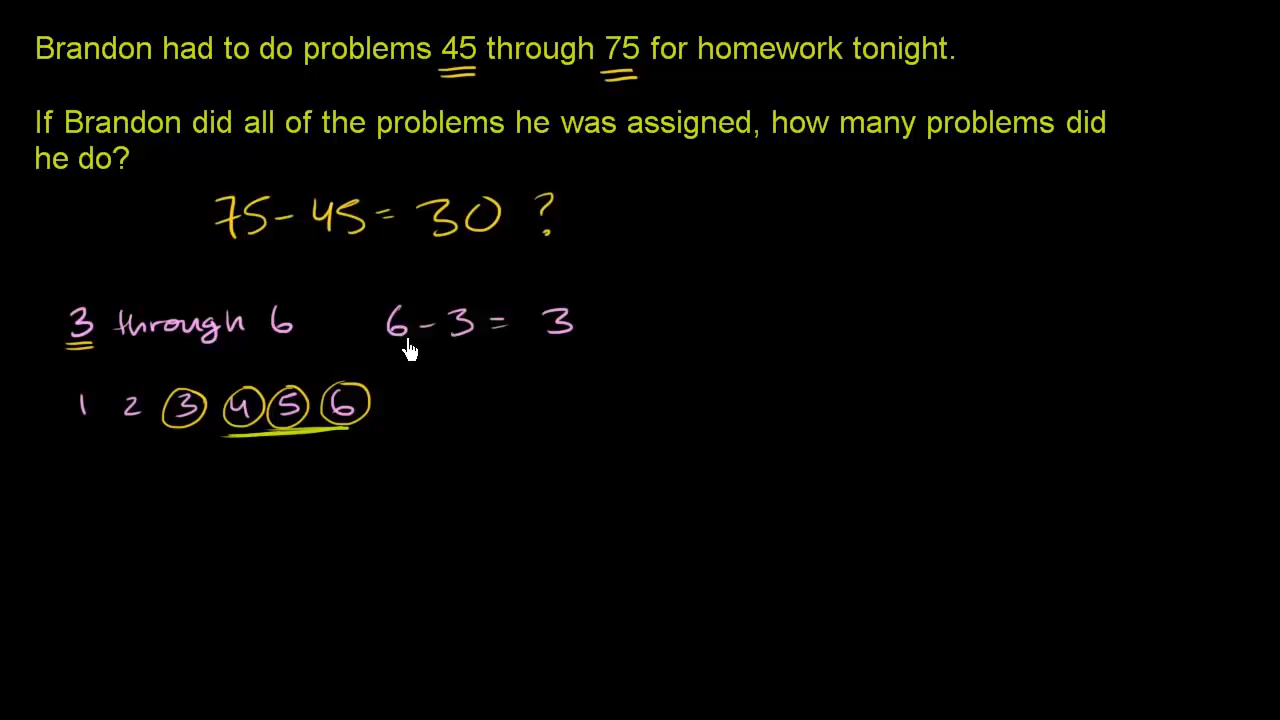 Brandon had to do problems 45 through 75 for homework tonight.
If Brandon did all of the problems he was assigned, how many problems did
he do?
75 - 45 = 30 ?
3 through 6 6 - 3 = 3
1 2 3 4 5 6